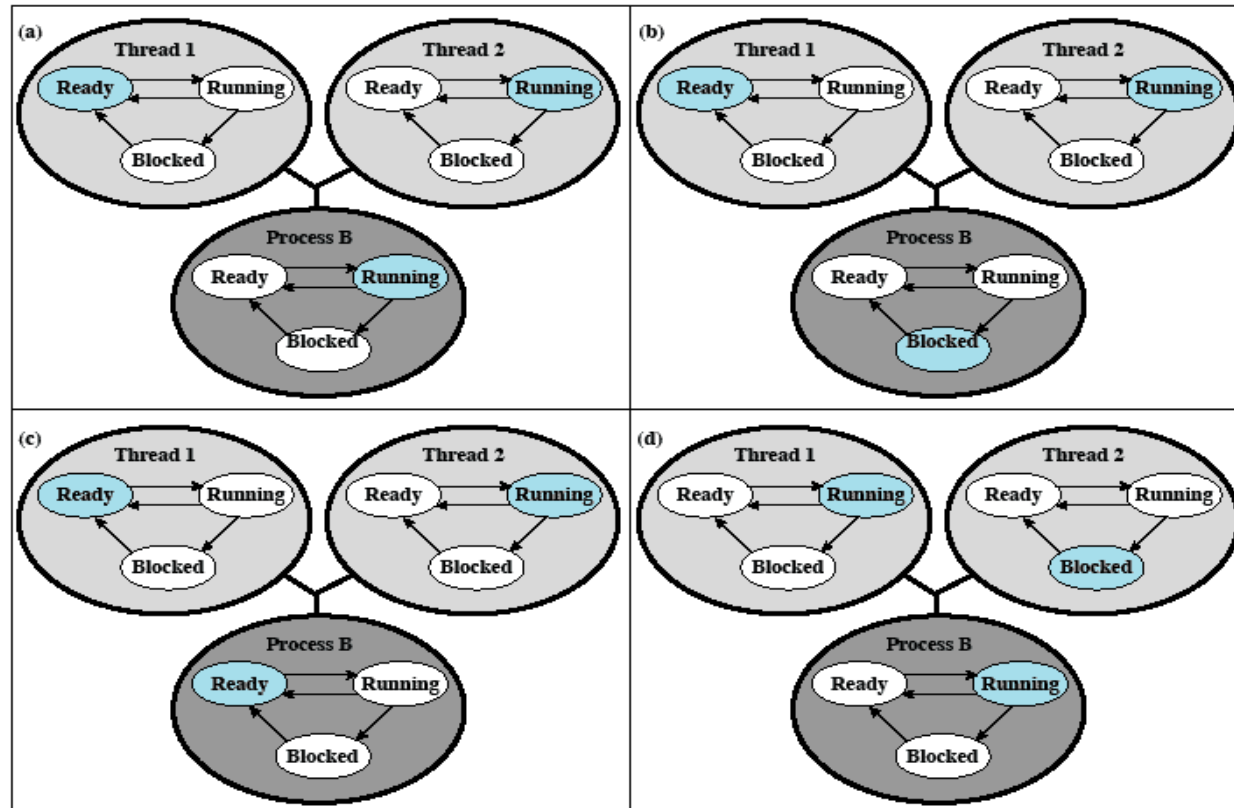 (a)
Thread 1
Thread 2
Ready
Running
Ready
Running
Blocked
Blocked
Process B
Ready
Running
Blocked
(b)
Thread 1
Thread 2
Ready
Running
Ready
Running
Blocked
Blocked
Process B
Ready
Running
Blocked
(c)
Thread 1
Thread 2
Ready
Running
Ready
Running
Blocked
Blocked
Process B
Ready
Running
Blocked
(d)
Thread 1
Thread 2
Ready
Running
Ready
Running
Blocked
Blocked
Process B
Ready
Running
Blocked